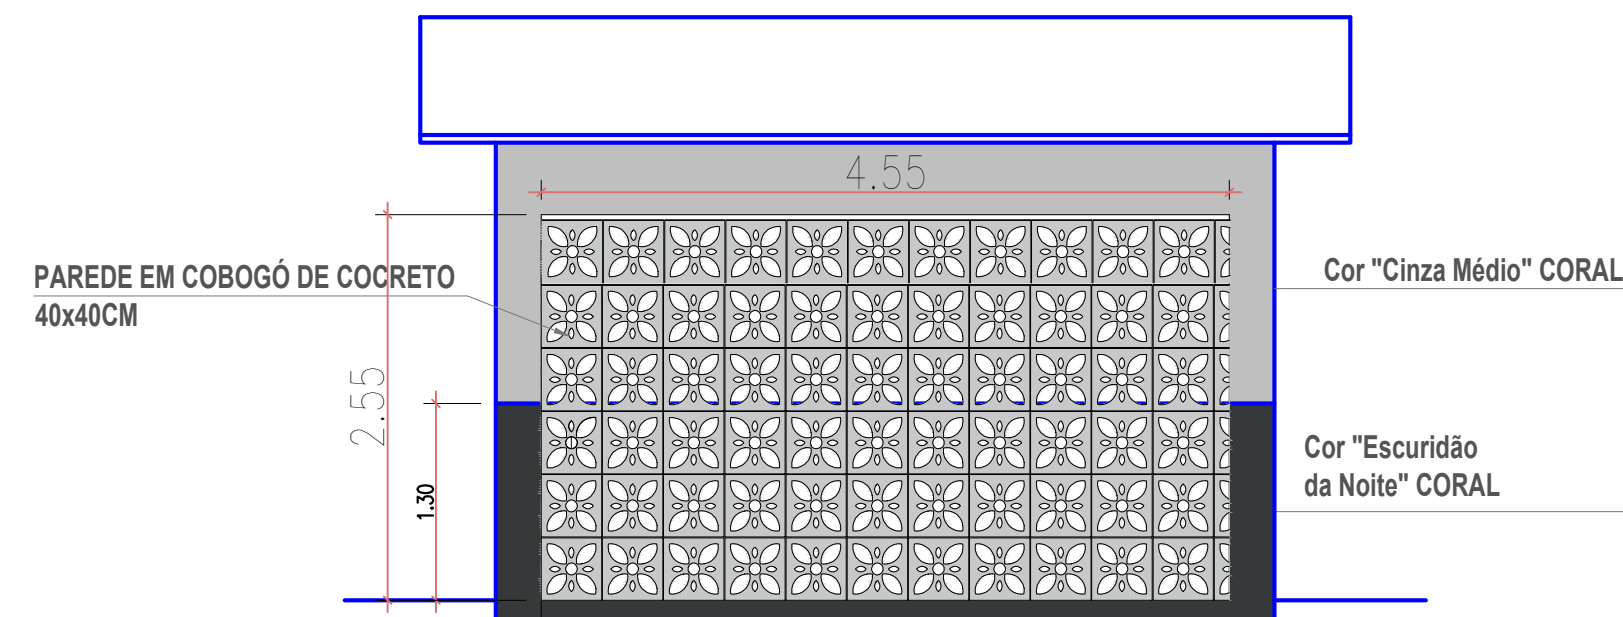 4.55
PAREDE EM COBOGÓ DE COCRETO
40x40CM
Cor "Cinza Médio" CORAL
2.55
1.30
Cor "Escuridão
da Noite" CORAL